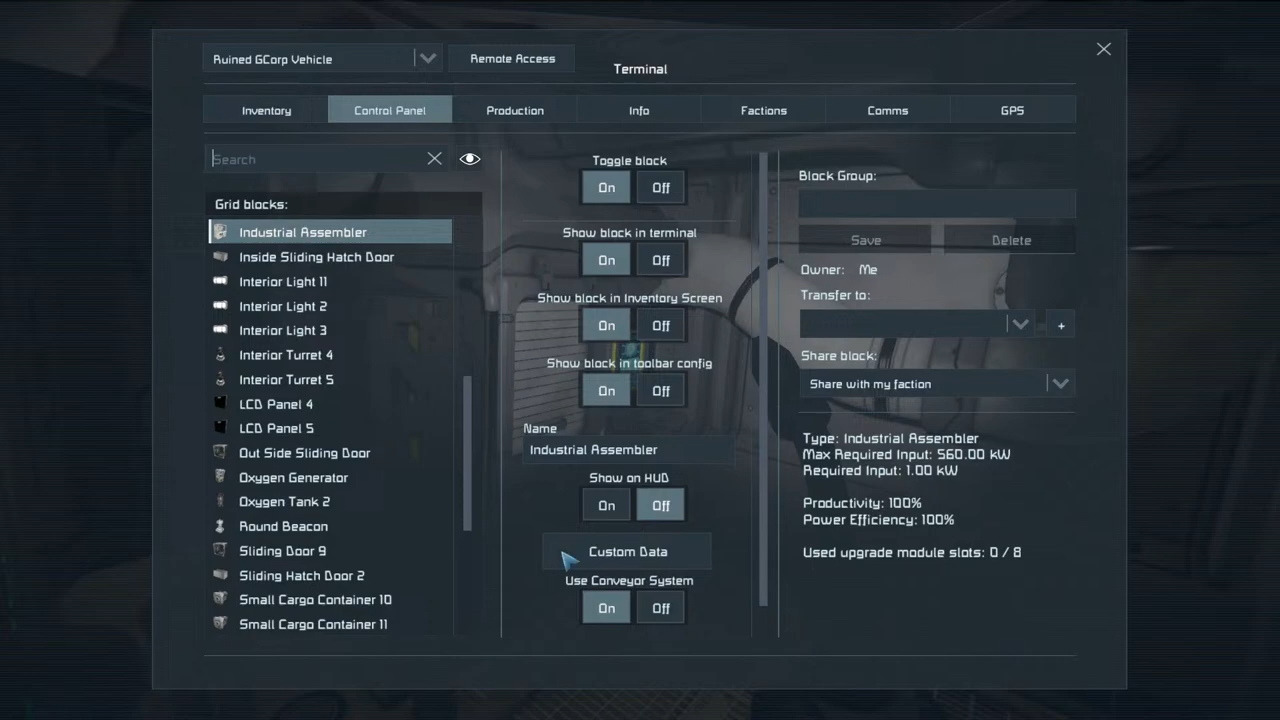 Ruined GCorp Vehicle
Remote Access
Terminal
Inventory
Control Panel
Production
Info
Factions
Comms
GPS
Search
Grid blocks:
Industrial Assembler
Inside Sliding Hatch Door
Interior Light 11
Interior Light 2
Interior Light 3
Interior Turret 4
Interior Turret 5
LCD Panel 4
LCD Panel 5
Out Side Sliding Door
Oxygen Generator
Oxygen Tank 2
Round Beacon
Sliding Door 9
Sliding Hatch Door 2
Small Cargo Container 10
Small Cargo Container 11
Toggle block
On Off
Show block in terminal
On Off
Show block in Inventory Screen
On Off
Show block in toolbar config
On Off
Name
Industrial Assembler
Show on HUD
On Off
Custom Data
Use Conveyor System
On Off
Block Group:
Save Delete
Owner: Me
Transfer to:
+
Share block:
Share with my faction
Type: Industrial Assembler
Max Required Input: 560.00 kW
Required Input: 1.00 kW
Productivity: 100%
Power Efficiency: 100%
Used upgrade module slots: 0 / 8